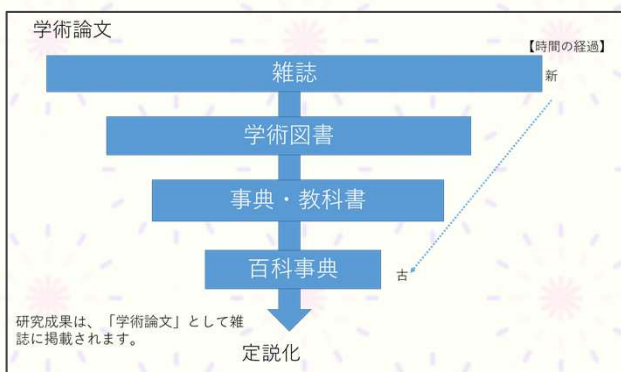 学術論文
【時間の経過】
雑誌
新
学術図書
事典・教科書
百科事典
古
研究成果は、「学術論文」として雑
誌に掲載されます。
定説化